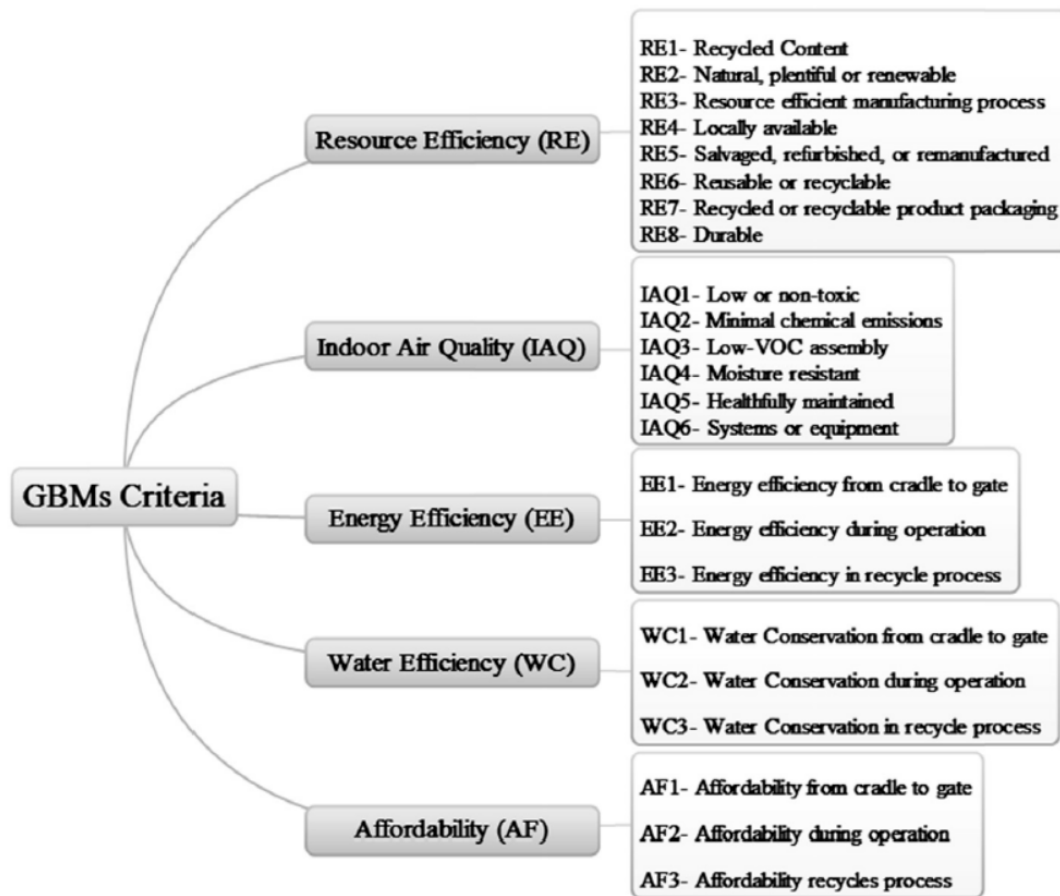 RE1- Recycled Content
RE2- Natural, plentiful or renewable
RE3- Resource efficient manufacturing process
Resource Efficiency (RE)
RE4- Locally available
RE5- Salvaged, refurbished, or remanufactured
RE6- Reusable or recyclable
RE7- Recycled or recyclable product packaging
RE8- Durable
IAQ1- Low or non-toxic
IAQ2- Minimal chemical emissions
Indoor Air Quality (IAQ)
IAQ3- Low-VOC assembly
IAQ4- Moisture resistant
IAQ5- Healthfully maintained
IAQ6- Systems or equipment
GBMs Criteria
EE1- Energy efficiency from cradle to gate
Energy Efficiency (EE)
EE2- Energy efficiency during operation
EE3- Energy efficiency in recycle process
WC1- Water Conservation from cradle to gate
Water Efficiency (WC)
WC2- Water Conservation during operation
WC3- Water Conservation in recycle process
AF1- Affordability from cradle to gate
Affordability (AF)
AF2- Affordability during operation
AF3- Affordability recycles process